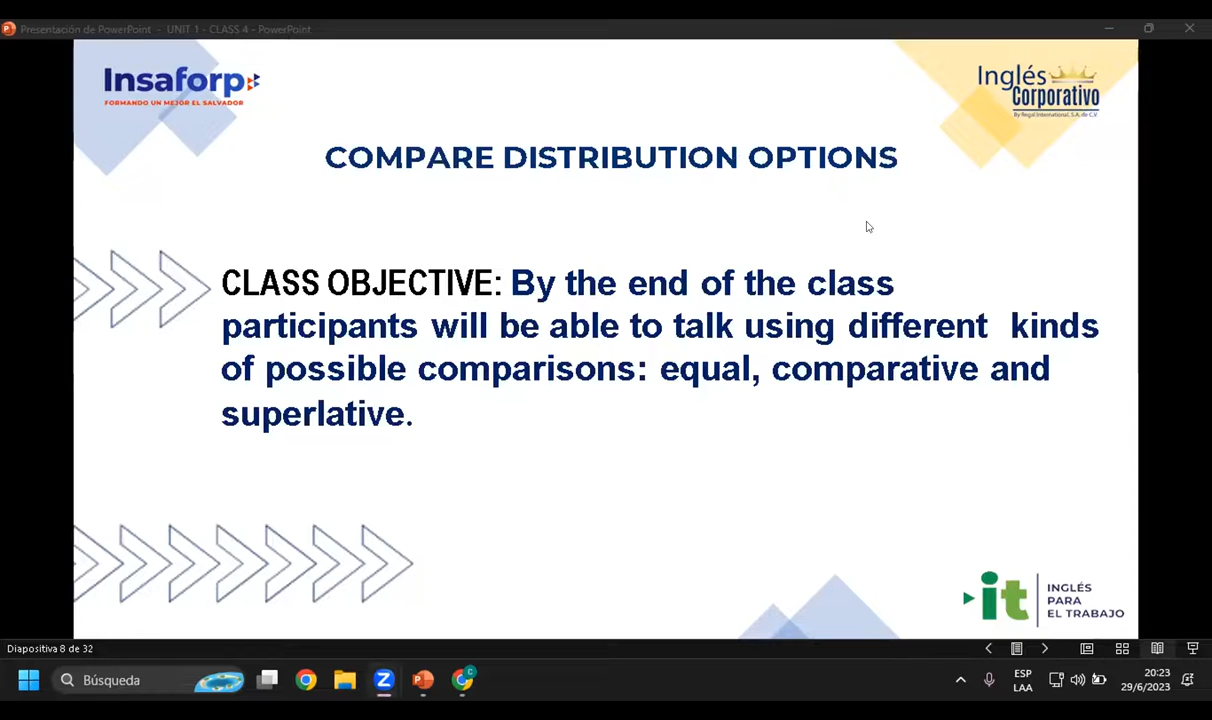 Presentación de PowerPoint - UNIT 1 - CLASS 4 - PowerPoint
Insaforp
FORMANDO UN MEJOR EL SALVADOR
Inglés
Corporativo
By Regal International, S.A. de C.V.
COMPARE DISTRIBUTION OPTIONS
CLASS OBJECTIVE: By the end of the class
participants will be able to talk using different kinds
of possible comparisons: equal, comparative and
superlative.
it
INGLÉS
PARA
EL TRABAJO
Diapositiva 8 de 32
Búsqueda
ESP
LAA
20:23
29/6/2023